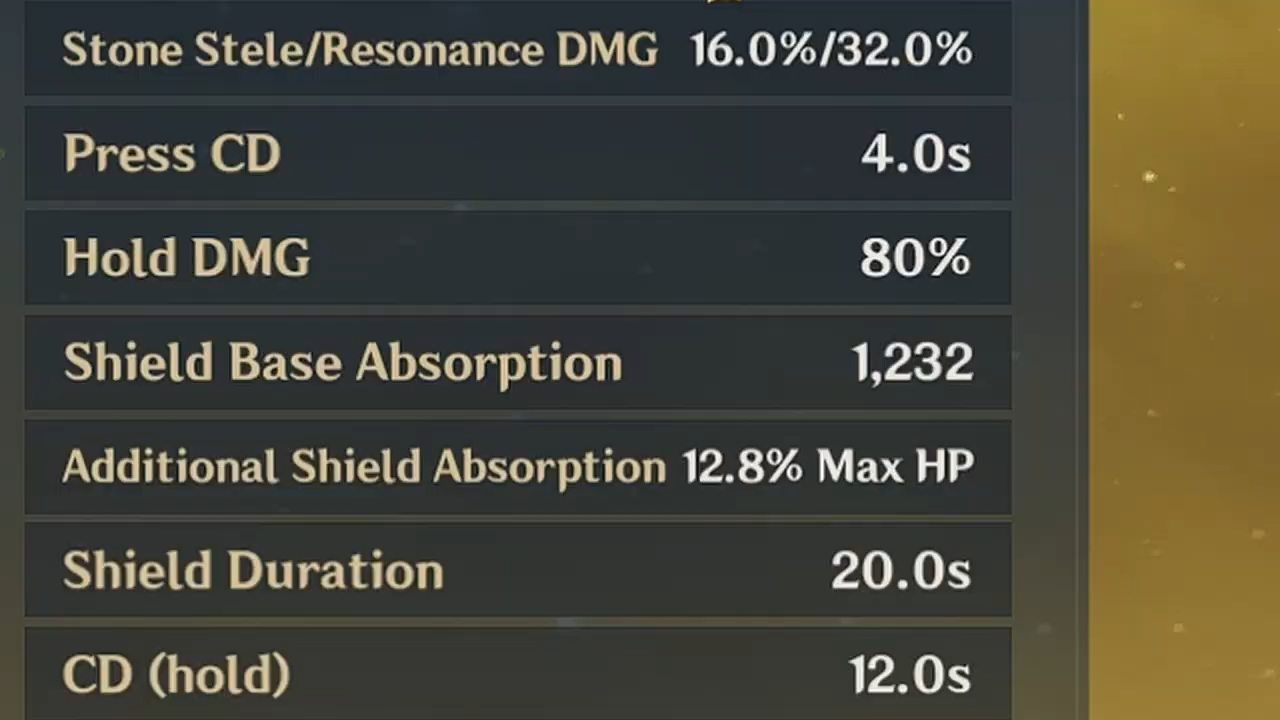 Stone Stele/Resonance DMG 16.0%/32.0%
Press CD 4.0s
Hold DMG 80%
Shield Base Absorption 1,232
Additional Shield Absorption 12.8% Max HP
Shield Duration 20.0s
CD (hold) 12.0s